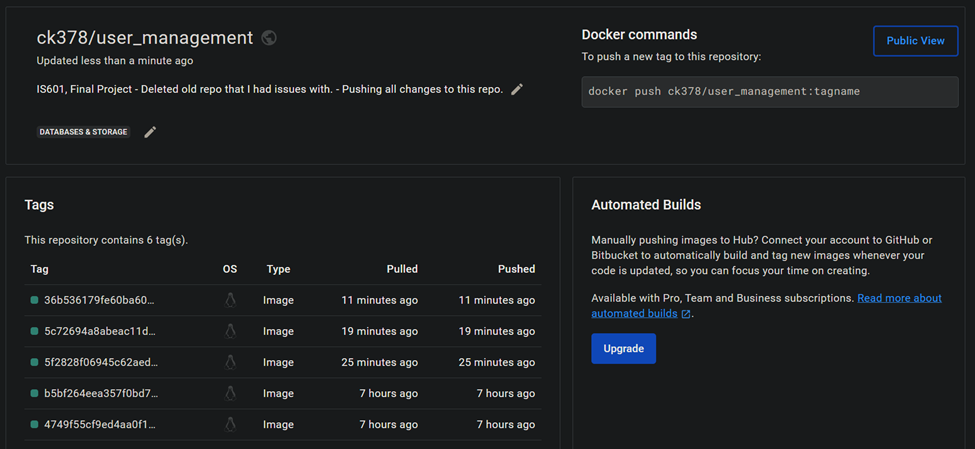 ck378/user_management
Updated less than a minute ago
IS601, Final Project - Deleted old repo that I had issues with. - Pushing all changes to this repo.
DATABASES & STORAGE
Docker commands
Public View
To push a new tag to this repository:
docker push ck378/user_management:tagname
Tags
This repository contains 6 tag(s).
Tag OS Type Pulled Pushed
36b536179fe60ba60... Image 11 minutes ago 11 minutes ago
5c72694a8abeac11d... Image 19 minutes ago 19 minutes ago
5f2828f06945c62aed... Image 25 minutes ago 25 minutes ago
b5bf264eea357f0bd7... Image 7 hours ago 7 hours ago
4749f55cf9ed4aa0f1... Image 7 hours ago 7 hours ago
Automated Builds
Manually pushing images to Hub? Connect your account to GitHub or
Bitbucket to automatically build and tag new images whenever your
code is updated, so you can focus your time on creating.
Available with Pro, Team and Business subscriptions. Read more about
automated builds.
Upgrade